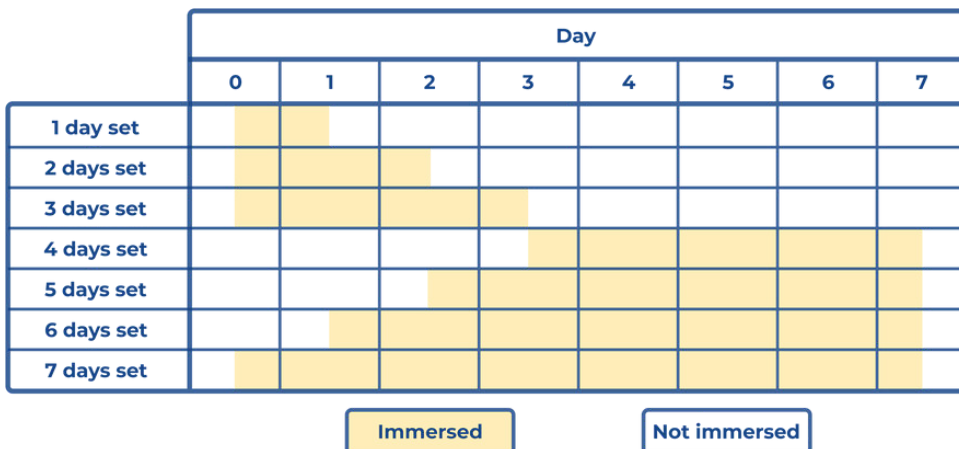 Day
0 1 2 3 4 5 6 7
1 day set
2 days set
3 days set
4 days set
5 days set
6 days set
7 days set
Immersed Not immersed